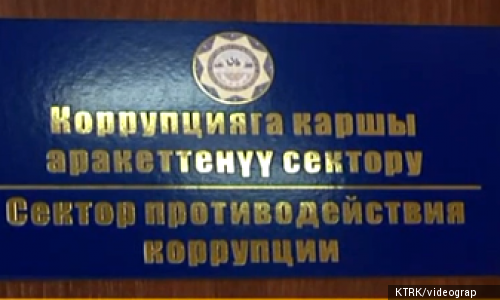 Коррупцияга каршы
аракеттенүү сектору
Сектор противодействия
коррупции
KTRK/videograp